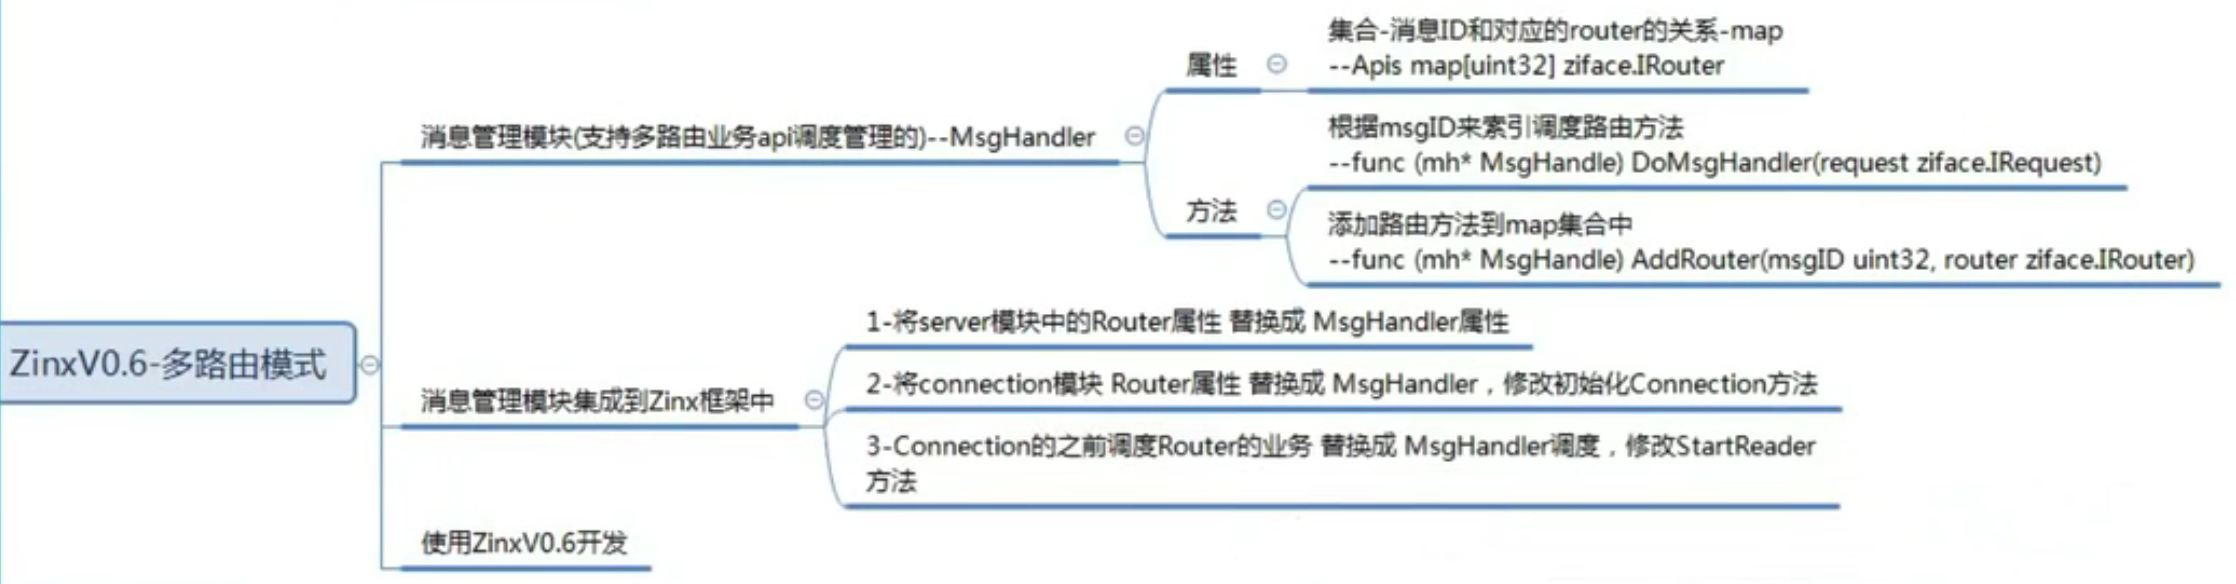 ZinxV0.6-多路由模式
消息管理模块(支持多路由业务api调度管理的)--MsgHandler
属性
集合-消息ID和对应的router的关系-map
--Apis map[uint32] ziface.IRouter
方法
根据msgID来索引调度路由方法
--func (mh* MsgHandle) DoMsgHandler(request ziface.IRequest)
添加路由方法到map集合中
--func (mh* MsgHandle) AddRouter(msgID uint32, router ziface.IRouter)
消息管理模块集成到Zinx框架中
1-将server模块中的Router属性 替换成 MsgHandler属性
2-将connection模块 Router属性 替换成 MsgHandler，修改初始化Connection方法
3-Connection的之前调度Router的业务 替换成 MsgHandler调度，修改StartReader
方法
使用ZinxV0.6开发